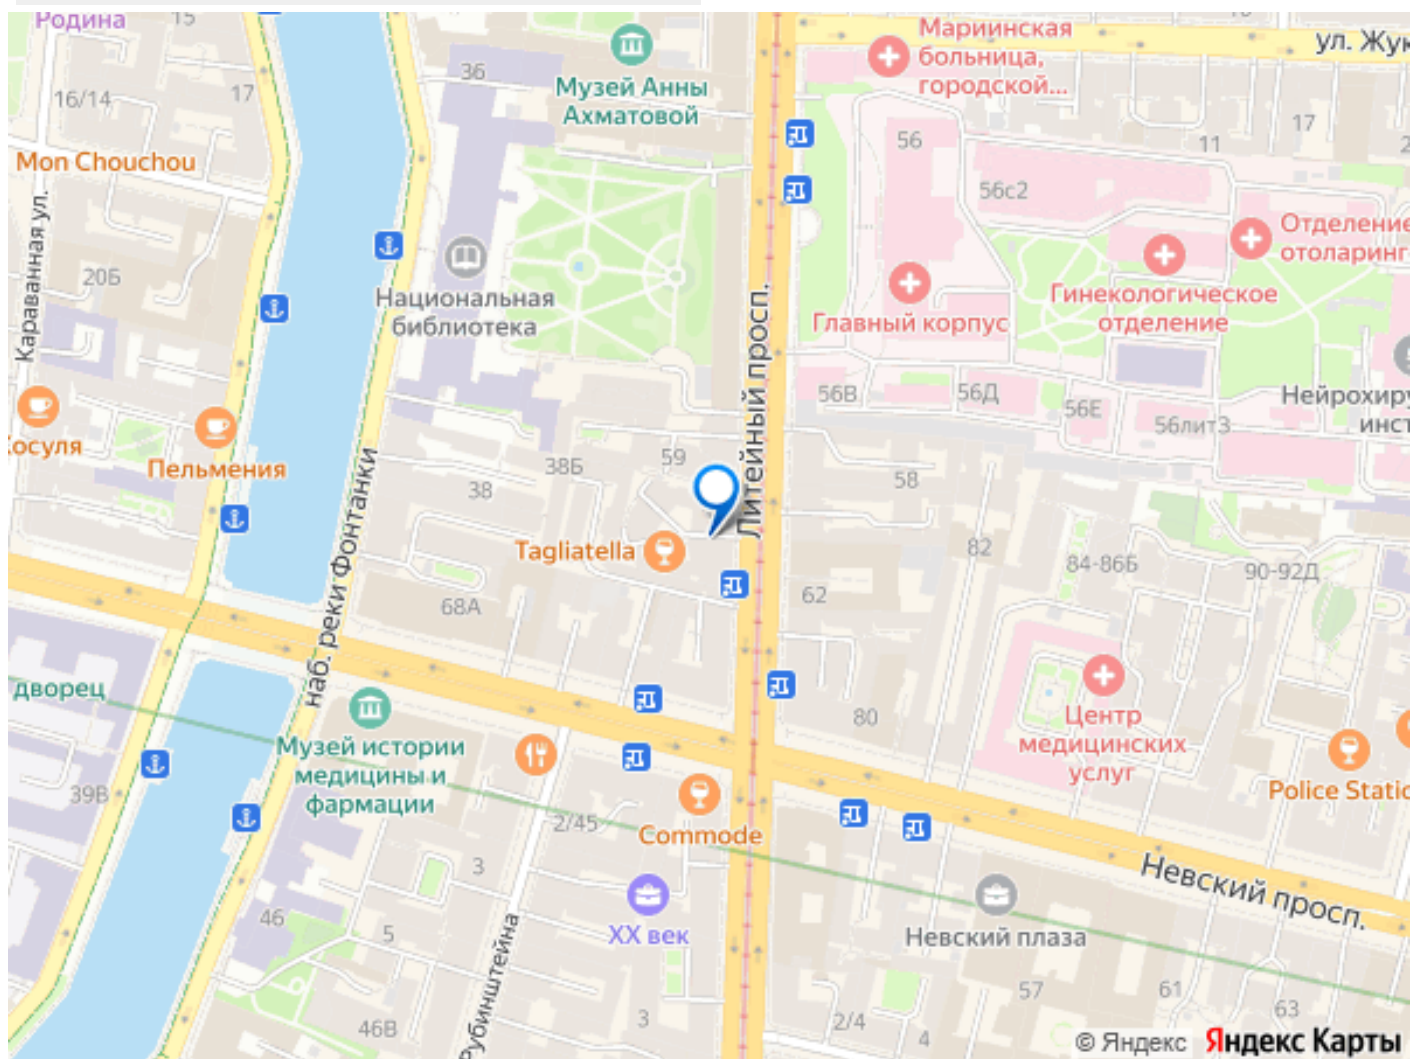 Родина
15
16/14
17
36
Музей Анны
Ахматовой
Мариинская
больница,
городской...
ул. Жук
56
11
17
2
Mon Chouchou
56с2
Отделение
отоларинг
Караванная ул.
20Б
Национальная
библиотека
Литейный просп.
Гинекологическое
отделение
Главный корпус
56В
56Д
56Е
56лит3
Нейрохиру
инст
Косуля
Пельмения
38Б
59
38
58
наб. реки Фонтанки
Tagliatella
82
84-86Б
90-92Д
68А
62
дворец
80
Центр
медицинских
услуг
Музей истории
медицины и
фармации
39В
2/45
Commode
Police Static
Невский просп.
3
46
5
XX век
Невский плаза
Рубинштейна
57
61
63
46В
3
2/4
4
© Яндекс Яндекс Карты